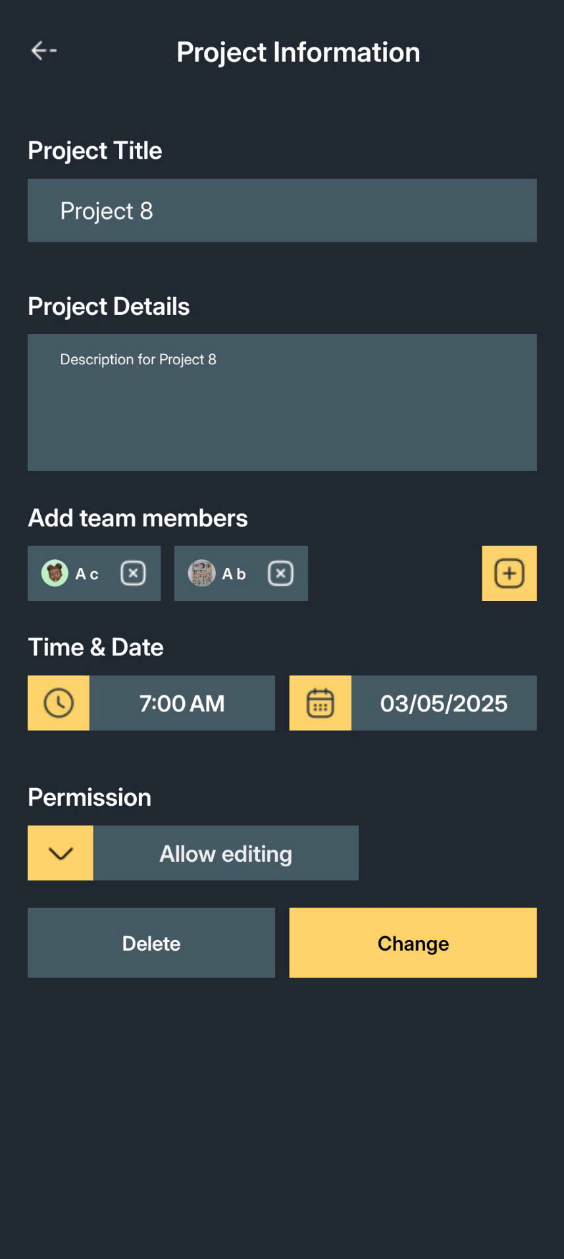 Project Information
Project Title
Project 8
Project Details
Description for Project 8
Add team members
A c
A b
Time & Date
7:00 AM
03/05/2025
Permission
Allow editing
Delete
Change